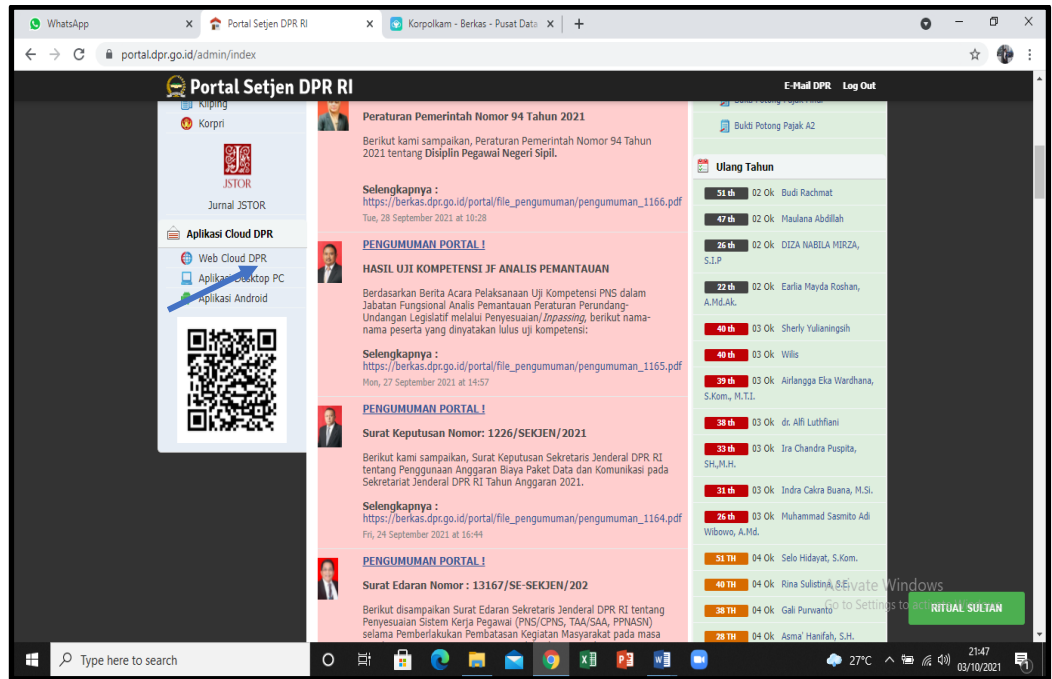 WhatsApp
Portal Setjen DPR RI
Korpolkam - Berkas - Pusat Data
portal.dpr.go.id/admin/index
Portal Setjen DPR RI
E-Mail DPR Log Out
Kliping
Korpri
JSTOR
Jurnal JSTOR
Aplikasi Cloud DPR
Web Cloud DPR
Aplikasi Desktop PC
Aplikasi Android
Peraturan Pemerintah Nomor 94 Tahun 2021
Berikut kami sampaikan, Peraturan Pemerintah Nomor 94 Tahun
2021 tentang Disiplin Pegawai Negeri Sipil.
Selengkapnya :
https://berkas.dpr.go.id/portal/file_pengumuman/pengumuman_1166.pdf
Tue, 28 September 2021 at 10:28
PENGUMUMAN PORTAL !
HASIL UJI KOMPETENSI JF ANALIS PEMANTAUAN
Berdasarkan Berita Acara Pelaksanaan Uji Kompetensi PNS dalam
Jabatan Fungsional Analis Pemantauan Peraturan Perundang-
Undangan Legislatif melalui Penyesuaian/Inpassing, berikut nama-
nama peserta yang dinyatakan lulus uji kompetensi:
Selengkapnya :
https://berkas.dpr.go.id/portal/file_pengumuman/pengumuman_1165.pdf
Mon, 27 September 2021 at 14:57
PENGUMUMAN PORTAL !
Surat Keputusan Nomor: 1226/SEKJEN/2021
Berikut kami sampaikan, Surat Keputusan Sekretaris Jenderal DPR RI
tentang Penggunaan Anggaran Biaya Paket Data dan Komunikasi pada
Sekretariat Jenderal DPR RI Tahun Anggaran 2021.
Selengkapnya :
https://berkas.dpr.go.id/portal/file_pengumuman/pengumuman_1164.pdf
Fri, 24 September 2021 at 16:44
PENGUMUMAN PORTAL !
Surat Edaran Nomor : 13167/SE-SEKJEN/202
Berikut disampaikan Surat Edaran Sekretaris Jenderal DPR RI tentang
Penyesuaian Sistem Kerja Pegawai (PNS/CPNS, TAA/SAA, PPNASN)
selama Pemberlakukan Pembatasan Kegiatan Masyarakat pada masa
Bukti Potong Pajak A2
Ulang Tahun
51 th 02 Ok Budi Rachmat
47 th 02 Ok Maulana Abdillah
26 th 02 Ok DIZA NABILA MIRZA,
S.I.P
22 th 02 Ok Earlia Mayda Roshan,
A.Md.Ak.
40 th 03 Ok Sherly Yulianingsih
40 th 03 Ok Wilis
39 th 03 Ok Airlangga Eka Wardhana,
S.Kom., M.T.I.
38 th 03 Ok dr. Alfi Luthfiani
33 th 03 Ok Ira Chandra Puspita,
SH.,M.H.
31 th 03 Ok Indra Cakra Buana, M.Si.
26 th 03 Ok Muhammad Sasmito Adi
Wibowo, A.Md.
51 TH 04 Ok Selo Hidayat, S.Kom.
40 TH 04 Ok Rina Sulistina, S.E.
38 TH 04 Ok Gali Purwanto
28 TH 04 Ok Asma' Hanifah, S.H.
Activate Windows
Go to Settings to
RITUAL SULTAN
Type here to search
27°C
21:47
03/10/2021